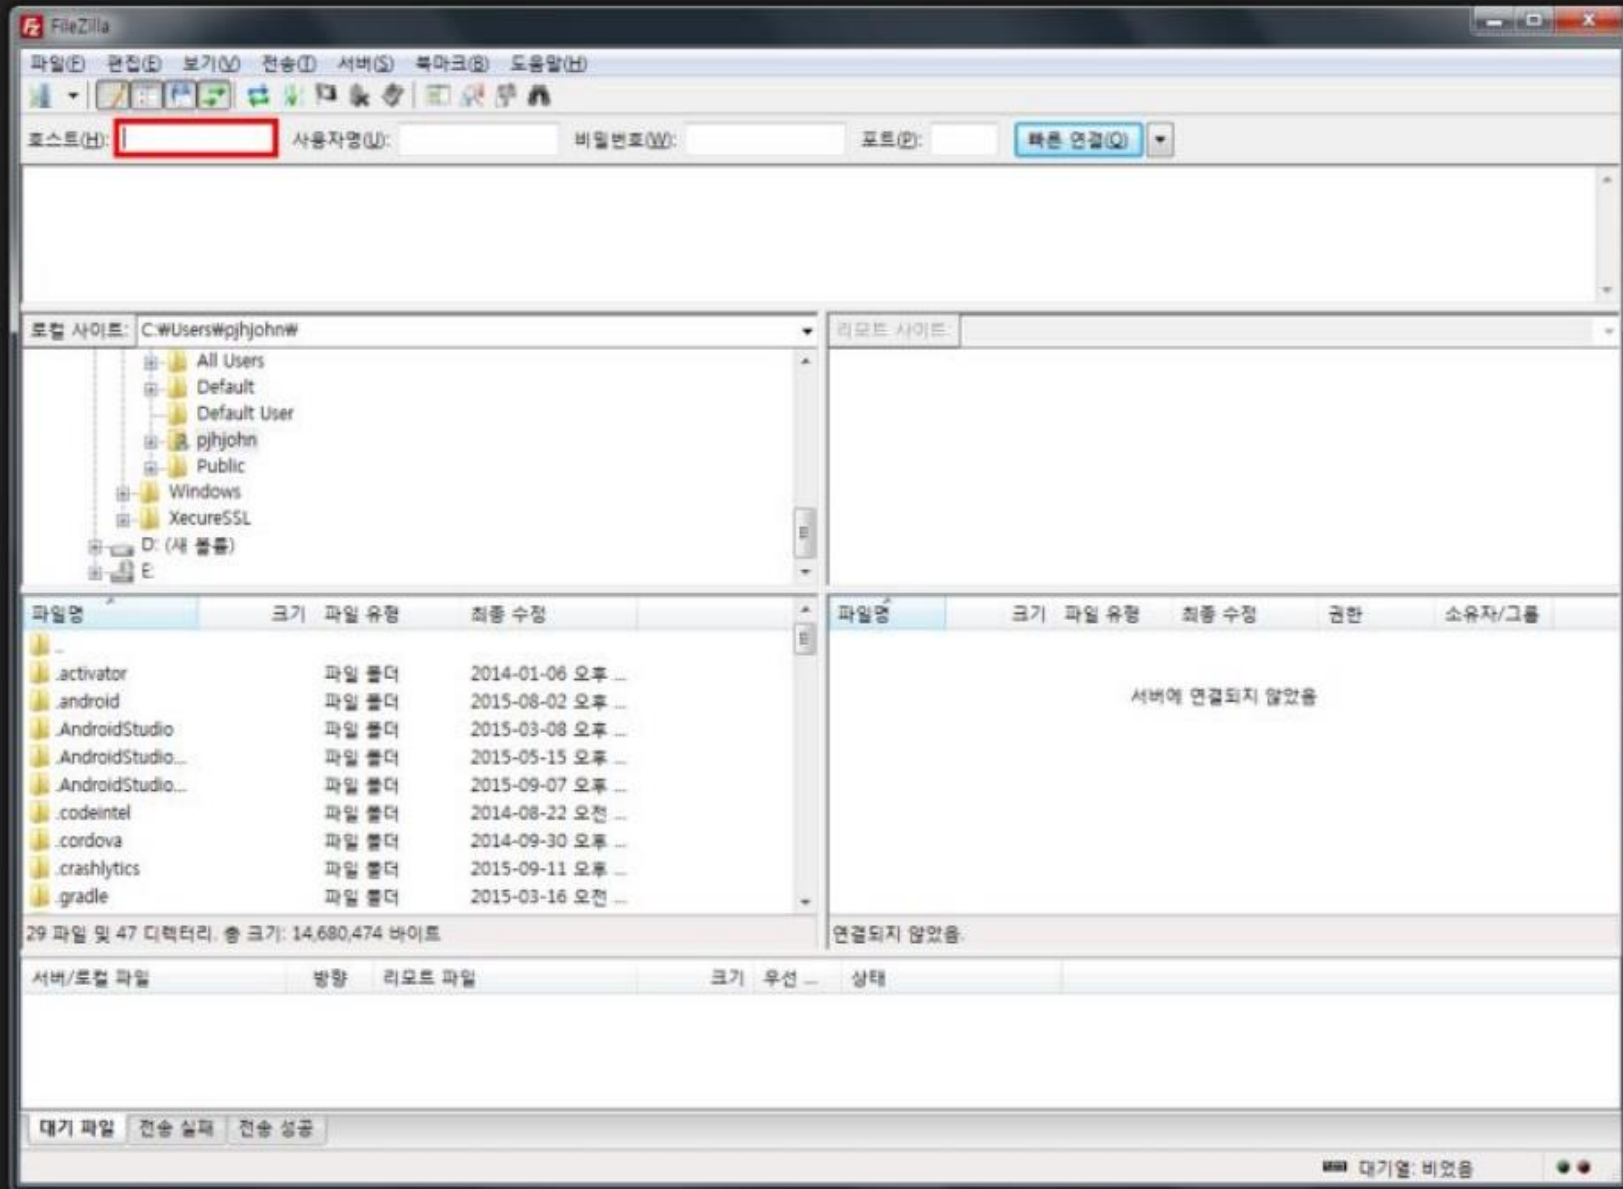 FileZilla
파일(F) 편집(E) 보기(V) 전송(T) 서버(S) 북마크(B) 도움말(H)
호스트(H): 사용자명(U): 비밀번호(W): 포트(P): 빠른 연결(Q)
로컬 사이트: C:₩Users₩pjhjohn₩ 리모트 사이트:
All Users
Default
Default User
pjhjohn
Public
Windows
XecureSSL
D: (새 볼륨)
E:
파일명 크기 파일 유형 최종 수정 파일명 크기 파일 유형 최종 수정 권한 소유자/그룹
..
.activator 파일 폴더 2014-01-06 오후 ...
.android 파일 폴더 2015-08-02 오후 ...
.AndroidStudio 파일 폴더 2015-03-08 오후 ...
.AndroidStudio... 파일 폴더 2015-05-15 오후 ...
.AndroidStudio... 파일 폴더 2015-09-07 오후 ...
.codeintel 파일 폴더 2014-08-22 오전 ...
.cordova 파일 폴더 2014-09-30 오후 ...
.crashlytics 파일 폴더 2015-09-11 오후 ...
.gradle 파일 폴더 2015-03-16 오전 ...
서버에 연결되지 않았음
29 파일 및 47 디렉터리. 총 크기: 14,680,474 바이트 연결되지 않았음.
서버/로컬 파일 방향 리모트 파일 크기 우선 ... 상태
대기 파일 전송 실패 전송 성공
대기열: 비었음